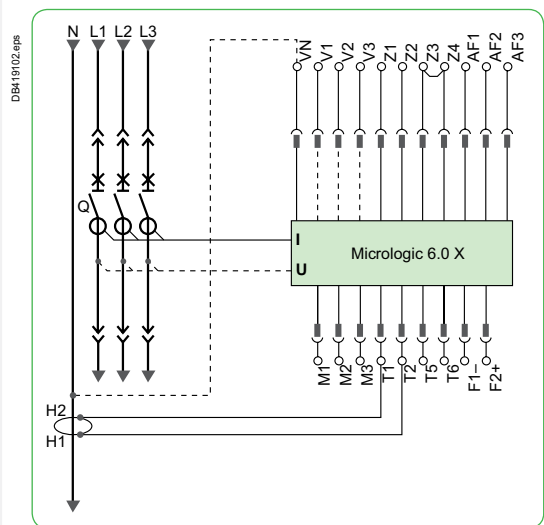 DB419102.eps
N L1 L2 L3
VN V1 V2 V3 Z1 Z2 Z3 Z4 AF1 AF2 AF3
Q
I
U
Micrologic 6.0 X
M1 M2 M3 T1 T2 T5 T6 F1– F2+
H2
H1